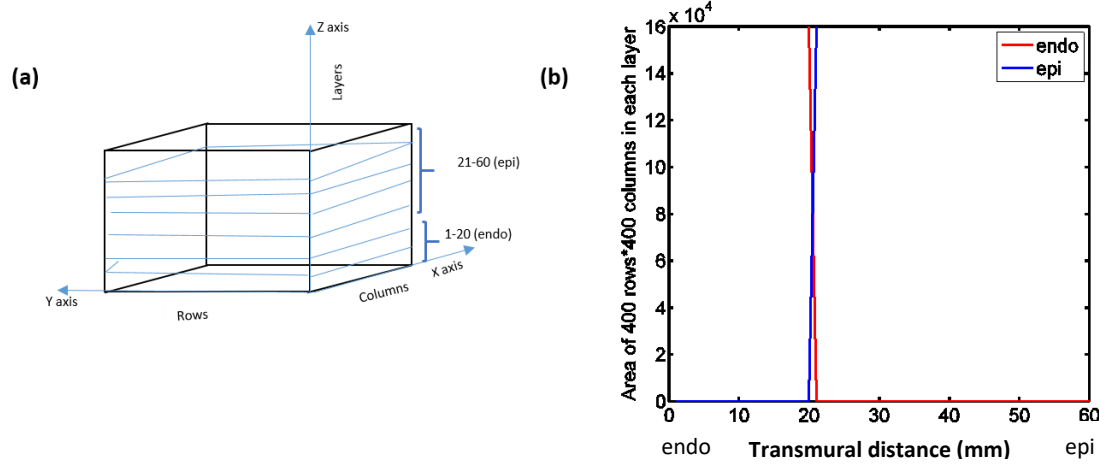 (a)
Z axis
Layers
21-60 (epi)
1-20 (endo)
X axis
Columns
Y axis
Rows
(b)
16 x 10^4
14
12
10
8
6
4
2
0
Area of 400 rows*400 columns in each layer
endo
epi
0 10 20 30 40 50 60
endo Transmural distance (mm) epi